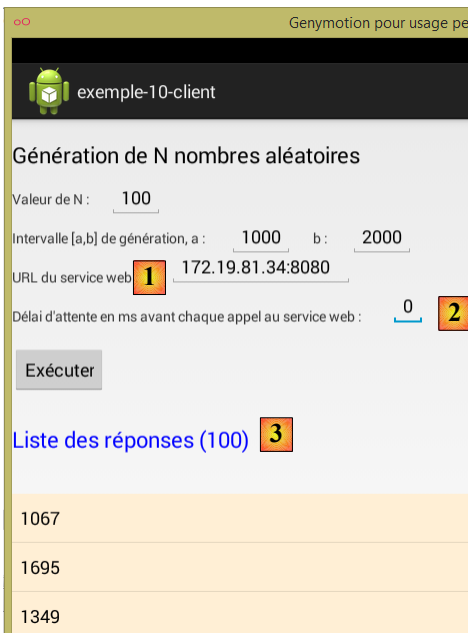 Genymotion pour usage pe
exemple-10-client
Génération de N nombres aléatoires
Valeur de N : 100
Intervalle [a,b] de génération, a : 1000 b : 2000
URL du service web 1 172.19.81.34:8080
Délai d'attente en ms avant chaque appel au service web : 0 2
Exécuter
Liste des réponses (100) 3
1067
1695
1349